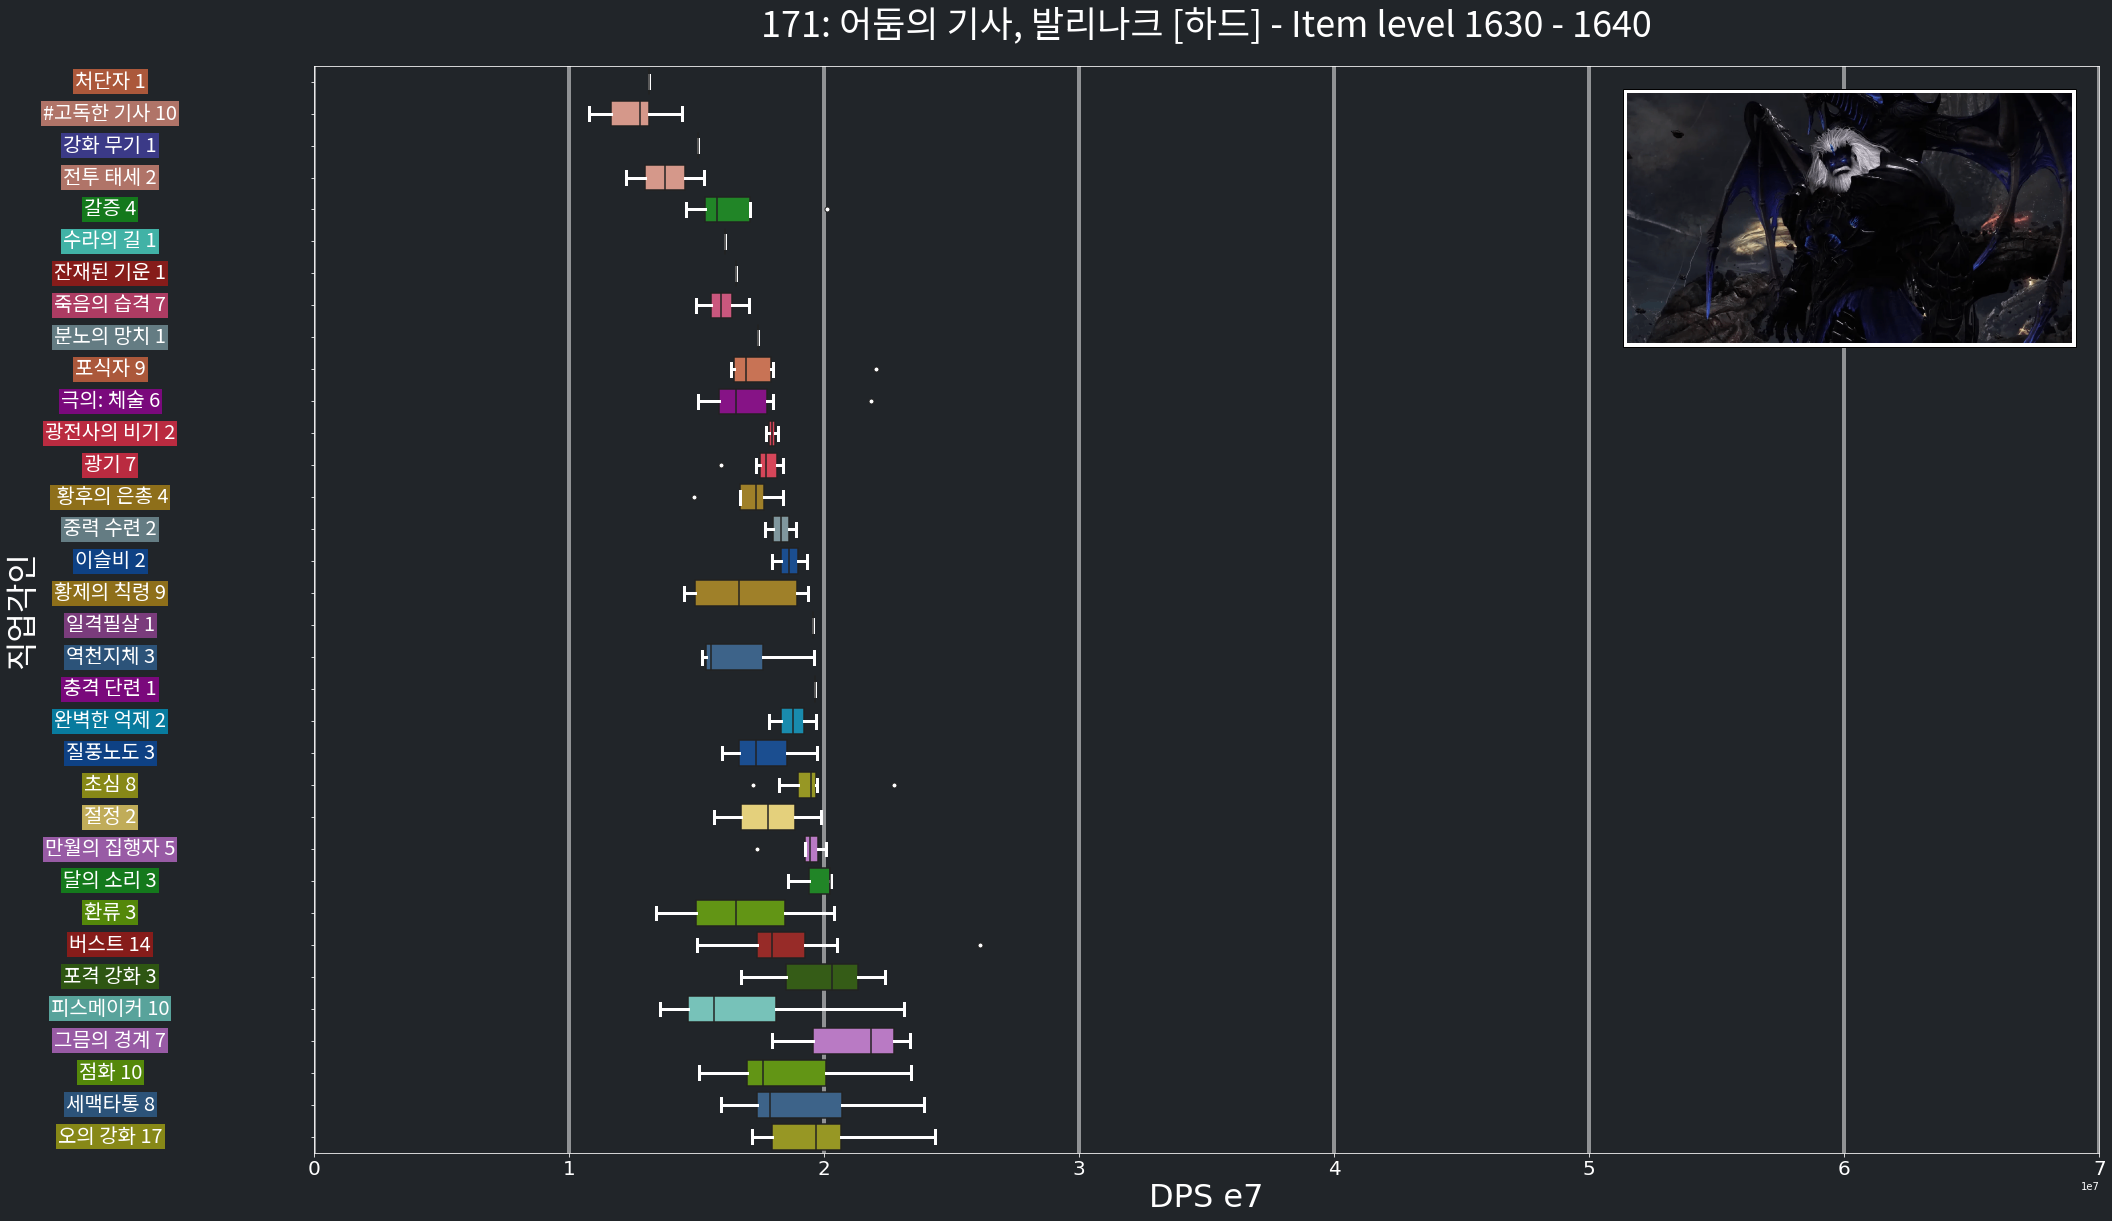 171: 어둠의 기사, 발리나크 [하드] - Item level 1630 - 1640
처단자 1
#고독한 기사 10
강화 무기 1
전투 태세 2
갈증 4
수라의 길 1
잔재된 기운 1
죽음의 습격 7
분노의 망치 1
포식자 9
극의: 체술 6
광전사의 비기 2
광기 7
황후의 은총 4
중력 수련 2
이슬비 2
황제의 칙령 9
일격필살 1
역천지체 3
충격 단련 1
완벽한 억제 2
질풍노도 3
초심 8
절정 2
만월의 집행자 5
달의 소리 3
환류 3
버스트 14
포격 강화 3
피스메이커 10
그믐의 경계 7
점화 10
세맥타통 8
오의 강화 17
직업각인
0 1 2 3 4 5 6 7
1e7
DPS e7